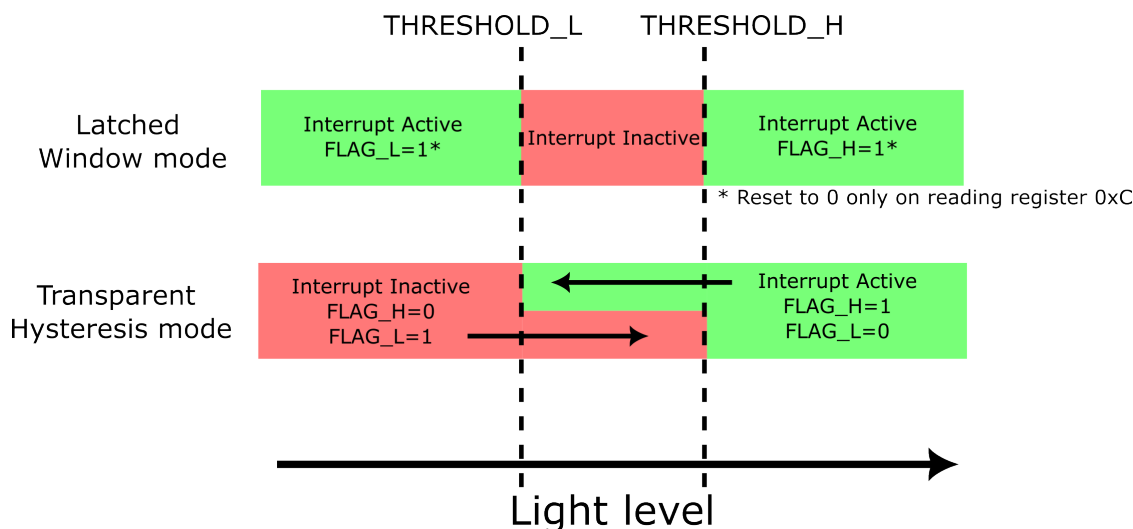 THRESHOLD_L
THRESHOLD_H
Latched
Window mode
Interrupt Active
FLAG_L=1*
Interrupt Inactive
Interrupt Active
FLAG_H=1*
* Reset to 0 only on reading register 0xC
Transparent
Hysteresis mode
Interrupt Inactive
FLAG_H=0
FLAG_L=1
Interrupt Active
FLAG_H=1
FLAG_L=0
Light level